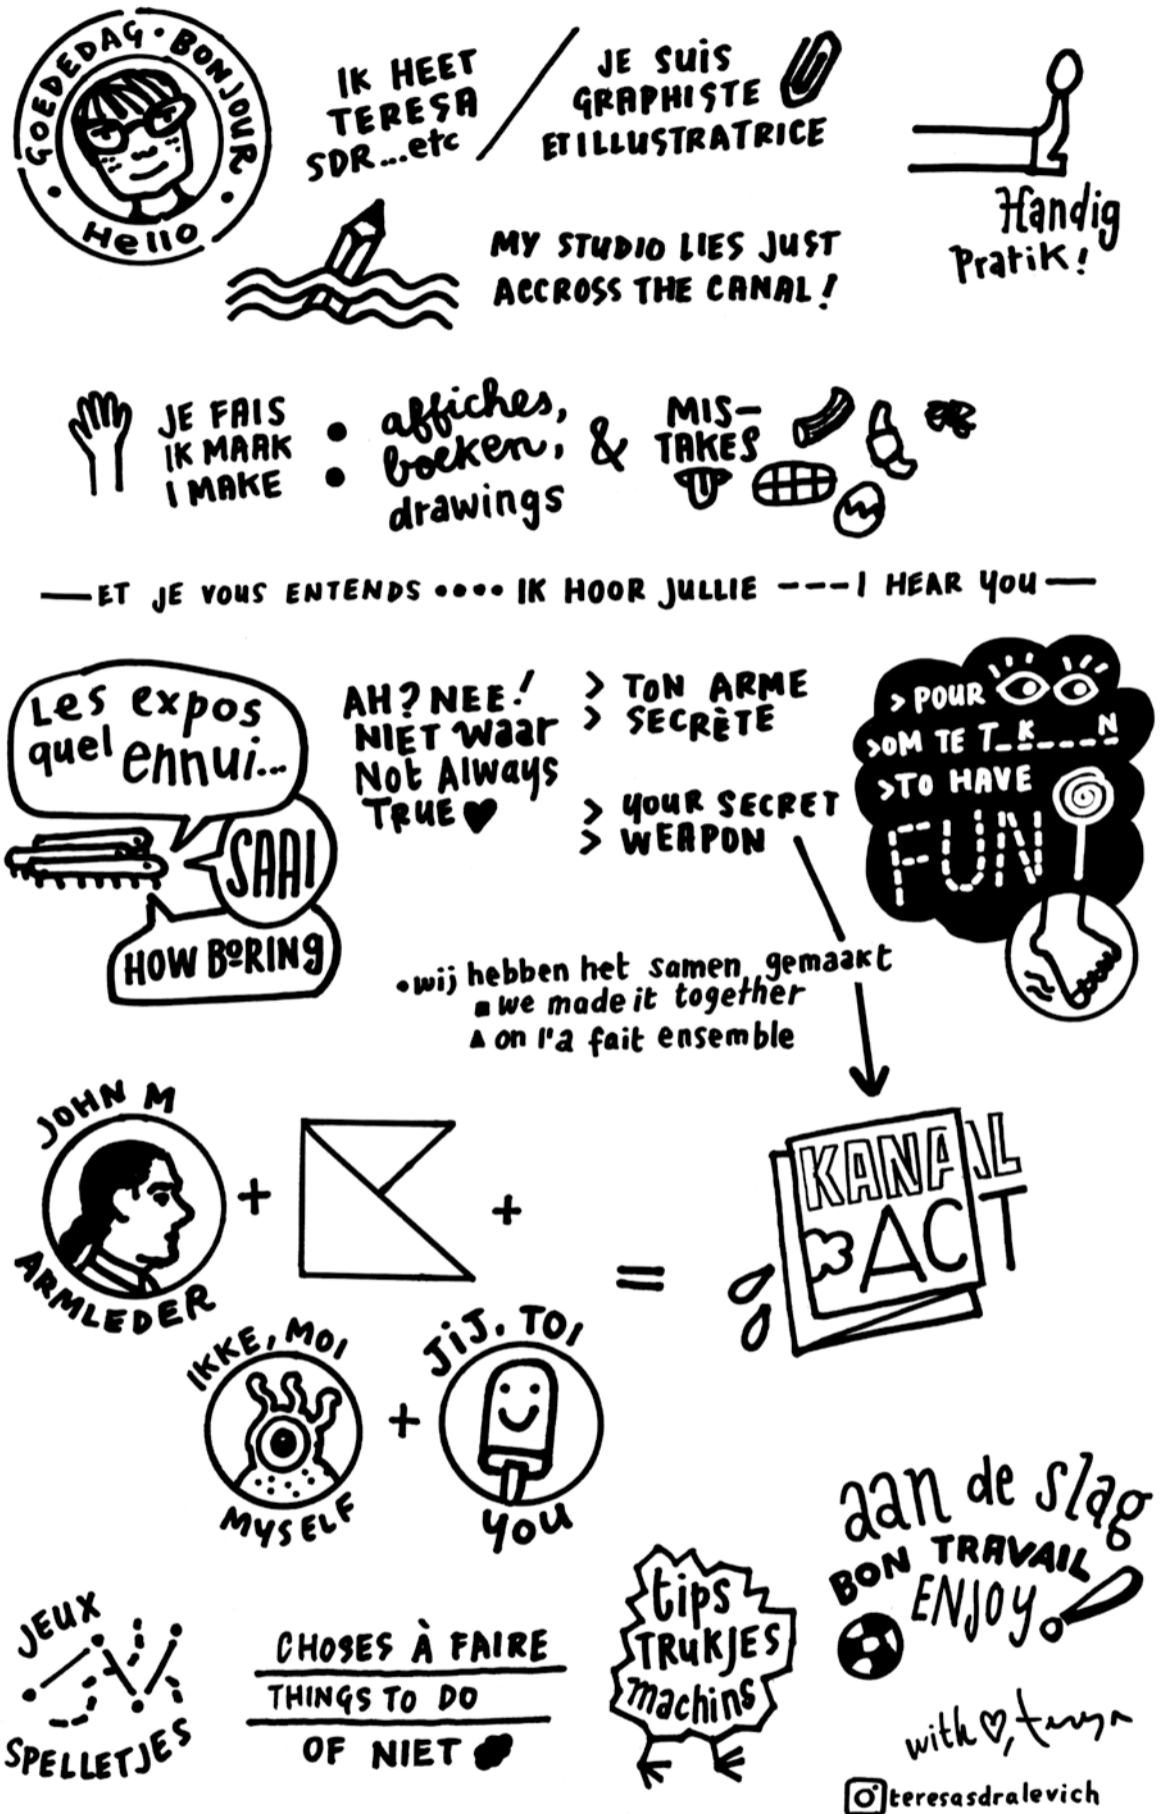 GOEDEDAG • BONJOUR •
Hello
IK HEET
TERESA
SDR...etc
JE SUIS
GRAPHISTE
ET ILLUSTRATRICE
Handig
Pratik!
MY STUDIO LIES JUST
ACCROSS THE CANAL!
JE FAIS
IK MAAK
I MAKE
:
affiches,
boeken,
drawings
&
MIS-
TAKES
— ET JE VOUS ENTENDS •••• IK HOOR JULLIE ---I HEAR YOU —
Les expos
quel ennui...
SAAI
HOW BORING
AH? NEE!
NIET waar
Not Always
TRUE ♥
> TON ARME
> SECRÈTE
> YOUR SECRET
> WEAPON
> POUR
>OM TE T_K____N
>TO HAVE
FUN
• wij hebben het samen gemaakt
■ we made it together
▲ on l'a fait ensemble
JOHN M
ARMLEDER
+
+
IKKE, MOI
MYSELF
+
JIJ, TOI
YOU
=
KANAL
ACT
aan de slag
BON TRAVAIL
ENJOY!
JEUX
SPELLETJES
CHOSES À FAIRE
THINGS TO DO
OF NIET
tips
TRUKJES
machins
with ♡, teresa
teresasdralevich